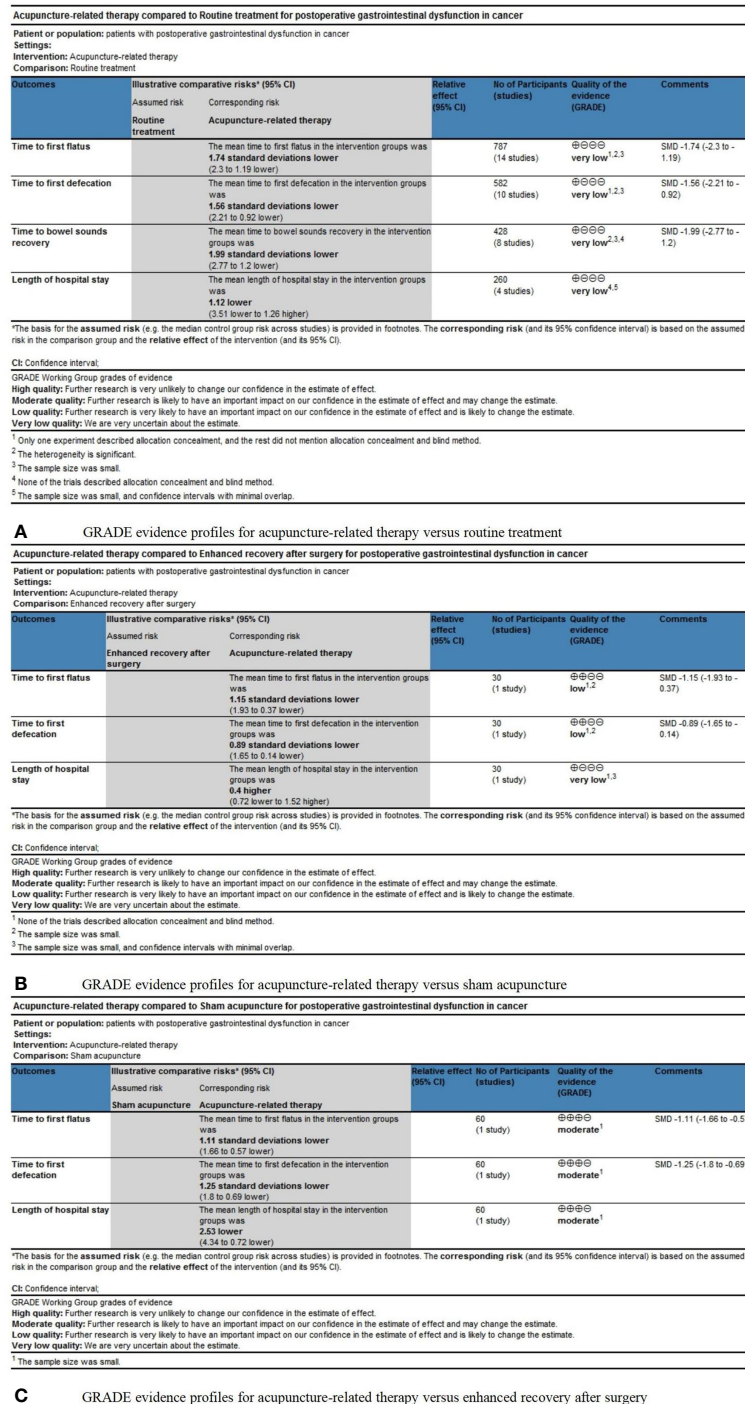 Acupuncture-related therapy compared to Routine treatment for postoperative gastrointestinal dysfunction in cancer
Patient or population: patients with postoperative gastrointestinal dysfunction in cancer
Settings:
Intervention: Acupuncture-related therapy
Comparison: Routine treatment
Outcomes Illustrative comparative risks* (95% CI) Relative effect (95% CI) No of Participants (studies) Quality of the evidence (GRADE) Comments
Assumed risk Corresponding risk
Routine treatment Acupuncture-related therapy
Time to first flatus The mean time to first flatus in the intervention groups was 787 ⊕⊖⊖⊖ SMD -1.74 (-2.3 to -
1.74 standard deviations lower (14 studies) very low1,2,3 1.19)
(2.3 to 1.19 lower)
Time to first defecation The mean time to first defecation in the intervention groups 582 ⊕⊖⊖⊖ SMD -1.56 (-2.21 to -
was (10 studies) very low1,2,3 0.92)
1.56 standard deviations lower
(2.21 to 0.92 lower)
Time to bowel sounds The mean time to bowel sounds recovery in the intervention 428 ⊕⊖⊖⊖ SMD -1.99 (-2.77 to -
recovery groups was (8 studies) very low2,3,4 1.2)
1.99 standard deviations lower
(2.77 to 1.2 lower)
Length of hospital stay The mean length of hospital stay in the intervention groups 260 ⊕⊖⊖⊖
was (4 studies) very low4,5
1.12 lower
(3.51 lower to 1.26 higher)
*The basis for the assumed risk (e.g. the median control group risk across studies) is provided in footnotes. The corresponding risk (and its 95% confidence interval) is based on the assumed
risk in the comparison group and the relative effect of the intervention (and its 95% CI).
CI: Confidence interval;
GRADE Working Group grades of evidence
High quality: Further research is very unlikely to change our confidence in the estimate of effect.
Moderate quality: Further research is likely to have an important impact on our confidence in the estimate of effect and may change the estimate.
Low quality: Further research is very likely to have an important impact on our confidence in the estimate of effect and is likely to change the estimate.
Very low quality: We are very uncertain about the estimate.
1 Only one experiment described allocation concealment, and the rest did not mention allocation concealment and blind method.
2 The heterogeneity is significant.
3 The sample size was small.
4 None of the trials described allocation concealment and blind method.
5 The sample size was small, and confidence intervals with minimal overlap.
A GRADE evidence profiles for acupuncture-related therapy versus routine treatment
Acupuncture-related therapy compared to Enhanced recovery after surgery for postoperative gastrointestinal dysfunction in cancer
Patient or population: patients with postoperative gastrointestinal dysfunction in cancer
Settings:
Intervention: Acupuncture-related therapy
Comparison: Enhanced recovery after surgery
Outcomes Illustrative comparative risks* (95% CI) Relative effect (95% CI) No of Participants (studies) Quality of the evidence (GRADE) Comments
Assumed risk Corresponding risk
Enhanced recovery after surgery Acupuncture-related therapy
Time to first flatus The mean time to first flatus in the intervention groups 30 ⊕⊕⊖⊖ SMD -1.15 (-1.93 to -
was (1 study) low1,2 0.37)
1.15 standard deviations lower
(1.93 to 0.37 lower)
Time to first The mean time to first defecation in the intervention 30 ⊕⊕⊖⊖ SMD -0.89 (-1.65 to -
defecation groups was (1 study) low1,2 0.14)
0.89 standard deviations lower
(1.65 to 0.14 lower)
Length of hospital The mean length of hospital stay in the intervention 30 ⊕⊖⊖⊖
stay groups was (1 study) very low1,3
0.4 higher
(0.72 lower to 1.52 higher)
*The basis for the assumed risk (e.g. the median control group risk across studies) is provided in footnotes. The corresponding risk (and its 95% confidence interval) is based on the assumed
risk in the comparison group and the relative effect of the intervention (and its 95% CI).
CI: Confidence interval;
GRADE Working Group grades of evidence
High quality: Further research is very unlikely to change our confidence in the estimate of effect.
Moderate quality: Further research is likely to have an important impact on our confidence in the estimate of effect and may change the estimate.
Low quality: Further research is very likely to have an important impact on our confidence in the estimate of effect and is likely to change the estimate.
Very low quality: We are very uncertain about the estimate.
1 None of the trials described allocation concealment and blind method.
2 The sample size was small.
3 The sample size was small, and confidence intervals with minimal overlap.
B GRADE evidence profiles for acupuncture-related therapy versus sham acupuncture
Acupuncture-related therapy compared to Sham acupuncture for postoperative gastrointestinal dysfunction in cancer
Patient or population: patients with postoperative gastrointestinal dysfunction in cancer
Settings:
Intervention: Acupuncture-related therapy
Comparison: Sham acupuncture
Outcomes Illustrative comparative risks* (95% CI) Relative effect (95% CI) No of Participants (studies) Quality of the evidence (GRADE) Comments
Assumed risk Corresponding risk
Sham acupuncture Acupuncture-related therapy
Time to first flatus The mean time to first flatus in the intervention groups 60 ⊕⊕⊕⊖ SMD -1.11 (-1.66 to -0.5
was (1 study) moderate1
1.11 standard deviations lower
(1.66 to 0.57 lower)
Time to first The mean time to first defecation in the intervention 60 ⊕⊕⊕⊖ SMD -1.25 (-1.8 to -0.69
defecation groups was (1 study) moderate1
1.25 standard deviations lower
(1.8 to 0.69 lower)
Length of hospital stay The mean length of hospital stay in the intervention 60 ⊕⊕⊕⊖
groups was (1 study) moderate1
2.53 lower
(4.34 to 0.72 lower)
*The basis for the assumed risk (e.g. the median control group risk across studies) is provided in footnotes. The corresponding risk (and its 95% confidence interval) is based on the assumed
risk in the comparison group and the relative effect of the intervention (and its 95% CI).
CI: Confidence interval;
GRADE Working Group grades of evidence
High quality: Further research is very unlikely to change our confidence in the estimate of effect.
Moderate quality: Further research is likely to have an important impact on our confidence in the estimate of effect and may change the estimate.
Low quality: Further research is very likely to have an important impact on our confidence in the estimate of effect and is likely to change the estimate.
Very low quality: We are very uncertain about the estimate.
1 The sample size was small.
C GRADE evidence profiles for acupuncture-related therapy versus enhanced recovery after surgery